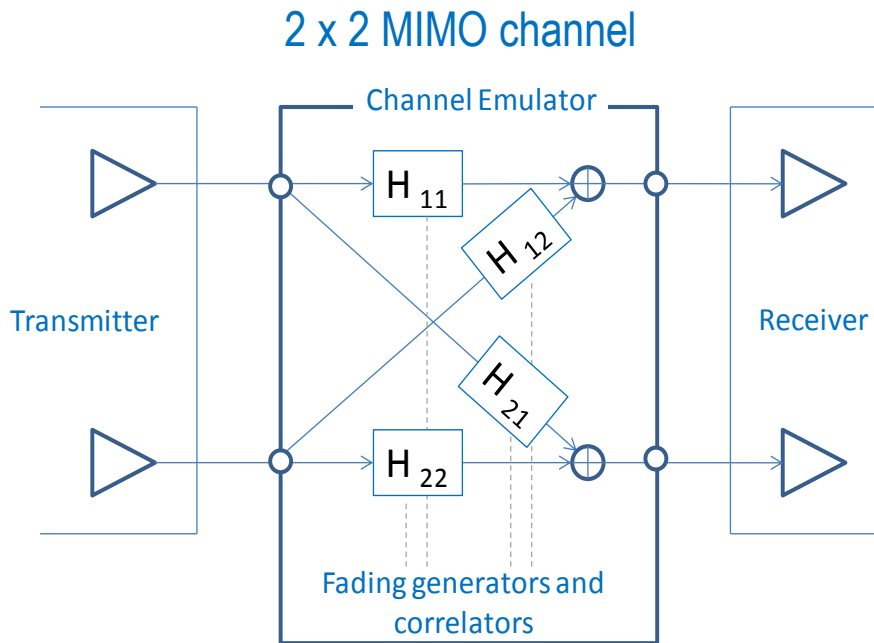 2 x 2 MIMO channel
Channel Emulator
H 11
H 12
Transmitter
Receiver
H 21
H 22
Fading generators and
correlators